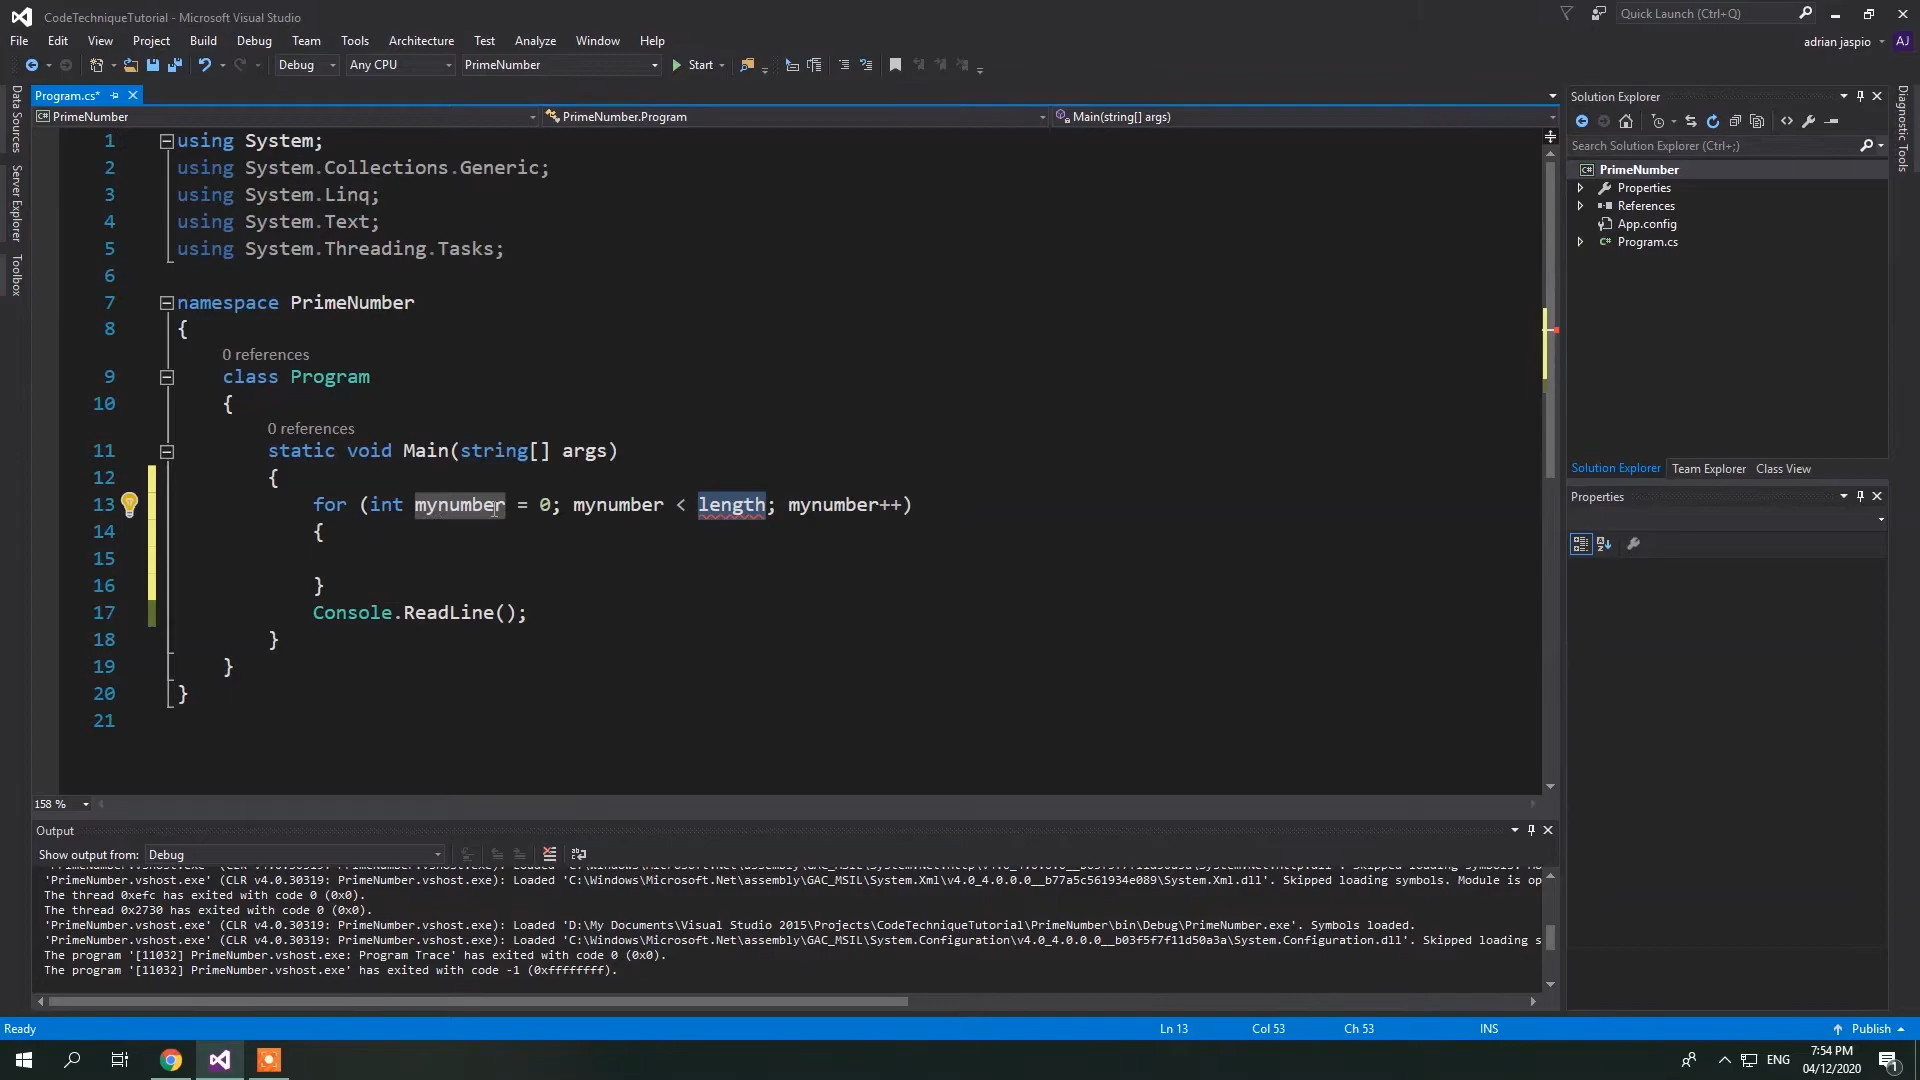 CodeTechniqueTutorial - Microsoft Visual Studio
Quick Launch (Ctrl+Q)
File Edit View Project Build Debug Team Tools Architecture Test Analyze Window Help
adrian jaspio AJ
Debug Any CPU PrimeNumber Start
Data Sources
Server Explorer
Toolbox
Program.cs*
PrimeNumber PrimeNumber.Program Main(string[] args)
1 using System;
2 using System.Collections.Generic;
3 using System.Linq;
4 using System.Text;
5 using System.Threading.Tasks;
6
7 namespace PrimeNumber
8 {
0 references
9 class Program
10 {
0 references
11 static void Main(string[] args)
12 {
13 for (int mynumber = 0; mynumber < length; mynumber++)
14 {
15
16 }
17 Console.ReadLine();
18 }
19 }
20 }
21
158 %
Solution Explorer
Search Solution Explorer (Ctrl+;)
PrimeNumber
Properties
References
App.config
Program.cs
Solution Explorer Team Explorer Class View
Properties
Diagnostic Tools
Output
Show output from: Debug
'PrimeNumber.vshost.exe' (CLR v4.0.30319: PrimeNumber.vshost.exe): Loaded 'C:\Windows\Microsoft.Net\assembly\GAC_MSIL\System.Xml\v4.0_4.0.0.0__b77a5c561934e089\System.Xml.dll'. Skipped loading symbols. Module is op
The thread 0xefc has exited with code 0 (0x0).
The thread 0x2730 has exited with code 0 (0x0).
'PrimeNumber.vshost.exe' (CLR v4.0.30319: PrimeNumber.vshost.exe): Loaded 'D:\My Documents\Visual Studio 2015\Projects\CodeTechniqueTutorial\PrimeNumber\bin\Debug\PrimeNumber.exe'. Symbols loaded.
'PrimeNumber.vshost.exe' (CLR v4.0.30319: PrimeNumber.vshost.exe): Loaded 'C:\Windows\Microsoft.Net\assembly\GAC_MSIL\System.Configuration\v4.0_4.0.0.0__b03f5f7f11d50a3a\System.Configuration.dll'. Skipped loading s
The program '[11032] PrimeNumber.vshost.exe: Program Trace' has exited with code 0 (0x0).
The program '[11032] PrimeNumber.vshost.exe' has exited with code -1 (0xffffffff).
Ready Ln 13 Col 53 Ch 53 INS Publish
ENG
7:54 PM
04/12/2020
1